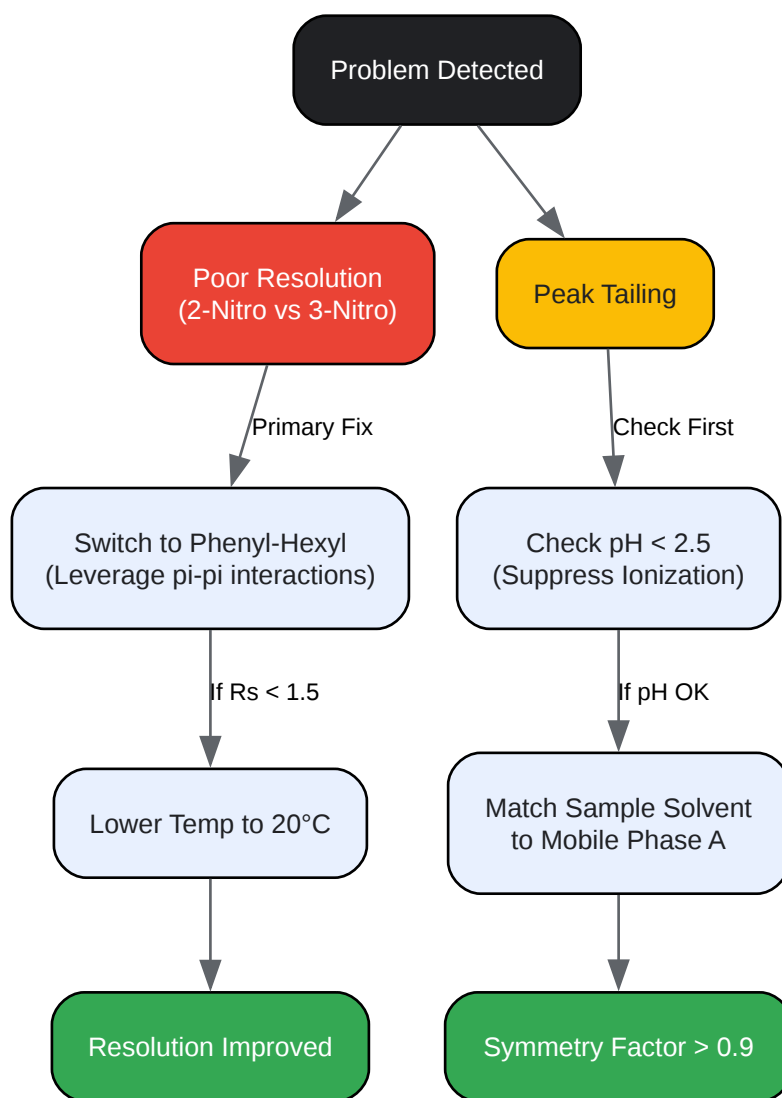 Problem Detected
Poor Resolution
(2-Nitro vs 3-Nitro)
Peak Tailing
Primary Fix
Check First
Switch to Phenyl-Hexyl
(Leverage pi-pi interactions)
Check pH < 2.5
(Suppress Ionization)
If Rs < 1.5
If pH OK
Lower Temp to 20°C
Match Sample Solvent
to Mobile Phase A
Resolution Improved
Symmetry Factor > 0.9